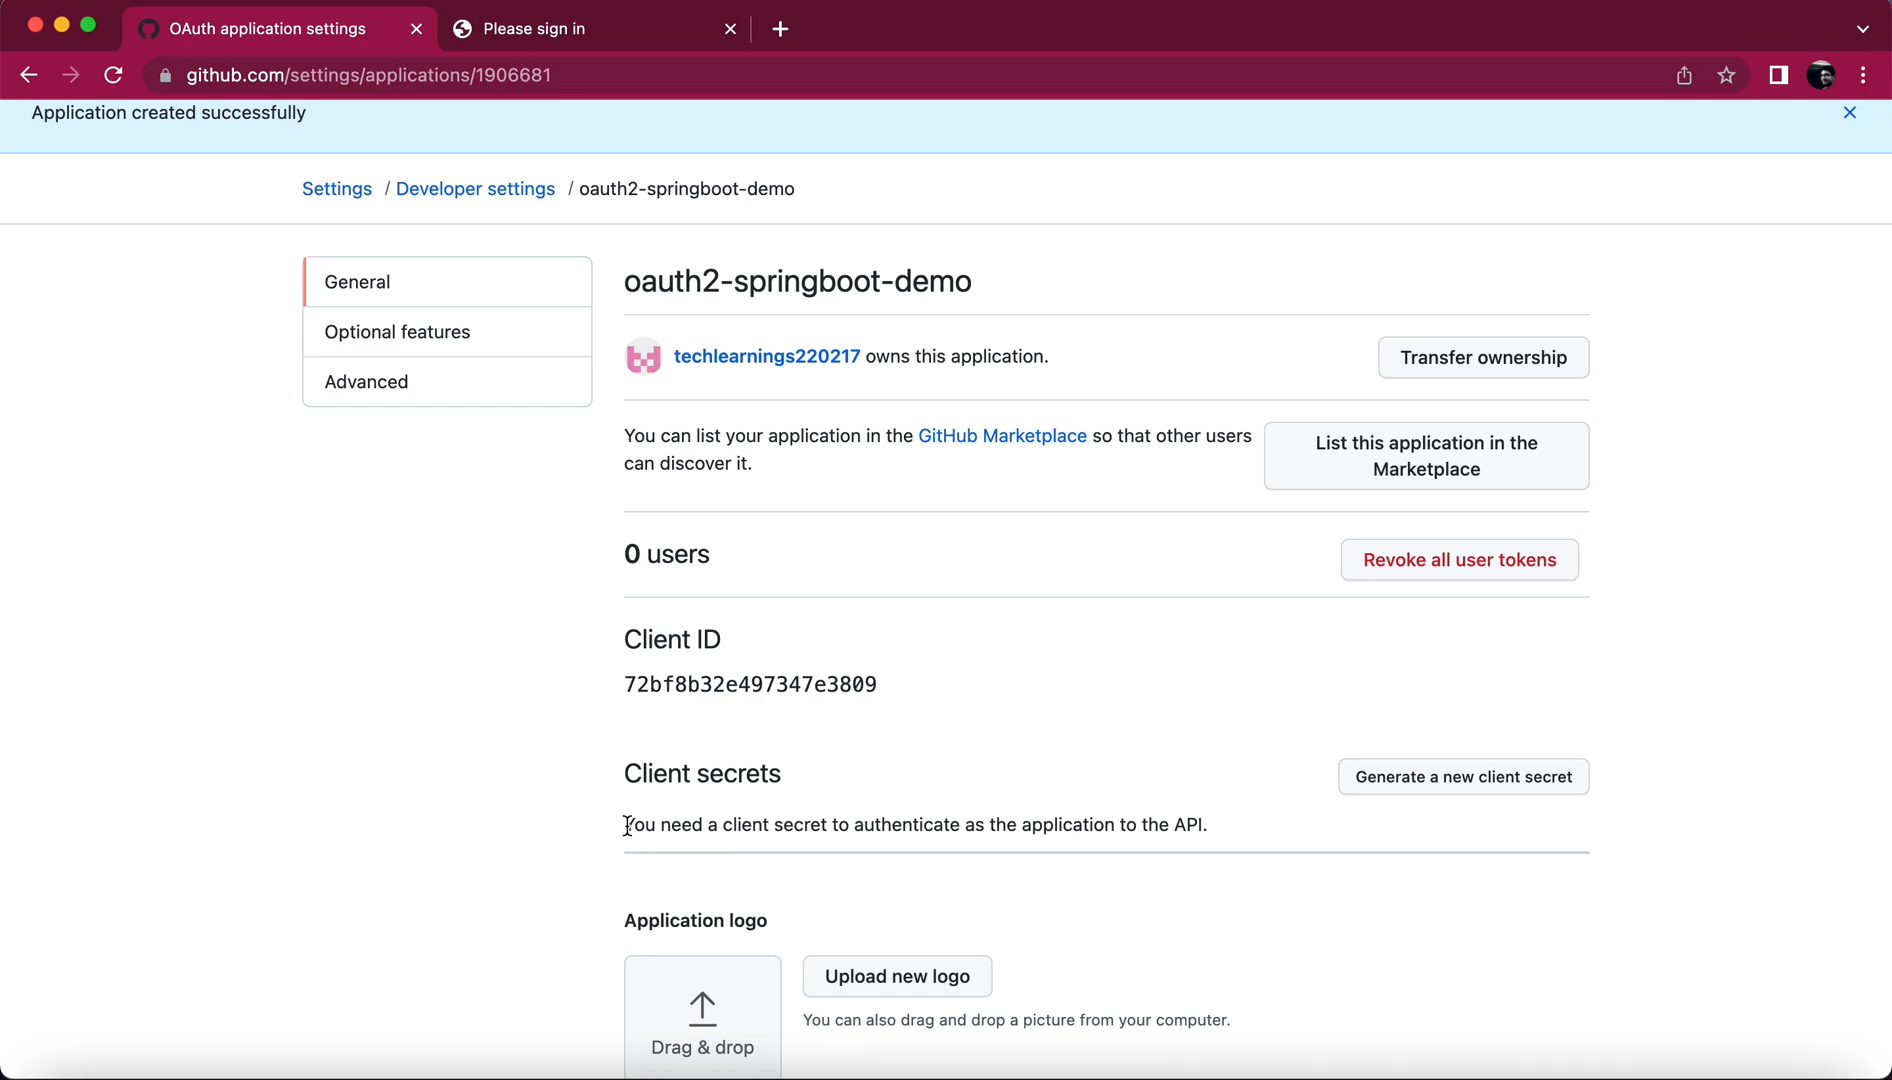 OAuth application settings
Please sign in
github.com/settings/applications/1906681
Application created successfully
Settings / Developer settings / oauth2-springboot-demo
General
Optional features
Advanced
oauth2-springboot-demo
techlearnings220217 owns this application.
Transfer ownership
You can list your application in the GitHub Marketplace so that other users
can discover it.
List this application in the
Marketplace
0 users
Revoke all user tokens
Client ID
72bf8b32e497347e3809
Client secrets
Generate a new client secret
You need a client secret to authenticate as the application to the API.
Application logo
Drag & drop
Upload new logo
You can also drag and drop a picture from your computer.